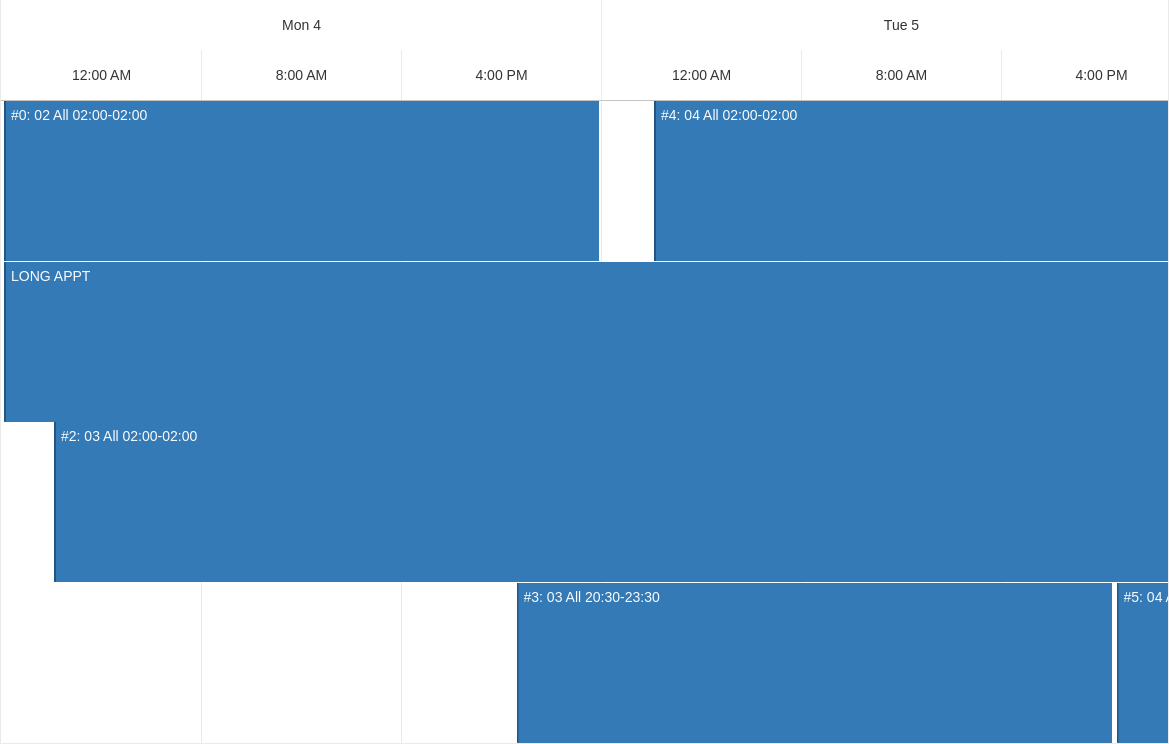 Mon 4 Tue 5
12:00 AM 8:00 AM 4:00 PM 12:00 AM 8:00 AM 4:00 PM
#0: 02 All 02:00-02:00 #4: 04 All 02:00-02:00
LONG APPT
#2: 03 All 02:00-02:00
#3: 03 All 20:30-23:30 #5: 04